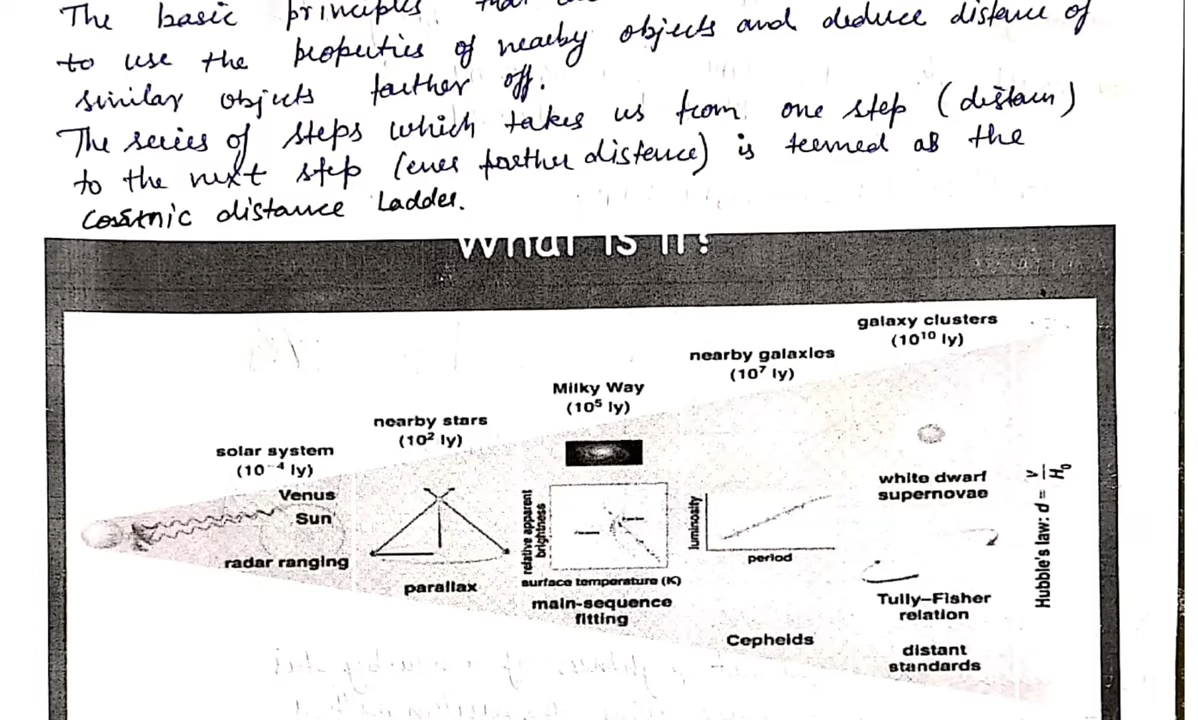 The basic principles
to use the properties of nearby objects and deduce distance of
similar objects farther off.
The series of steps which takes us from one step (distan)
to the next step (ever farther distence) is teemed as the
Cosmic distance Ladder.
What is it?
galaxy clusters
(10¹⁰ ly)
nearby galaxies
(10⁷ ly)
Milky Way
(10⁵ ly)
nearby stars
(10² ly)
solar system
(10⁻⁴ ly)
Venus
Sun
radar ranging
parallax
relative apparent
brightness
surface temperature (K)
main-sequence
fitting
luminosity
period
Cepheids
white dwarf
supernovae
Tully–Fisher
relation
distant
standards
Hubble's law: d = v/H₀